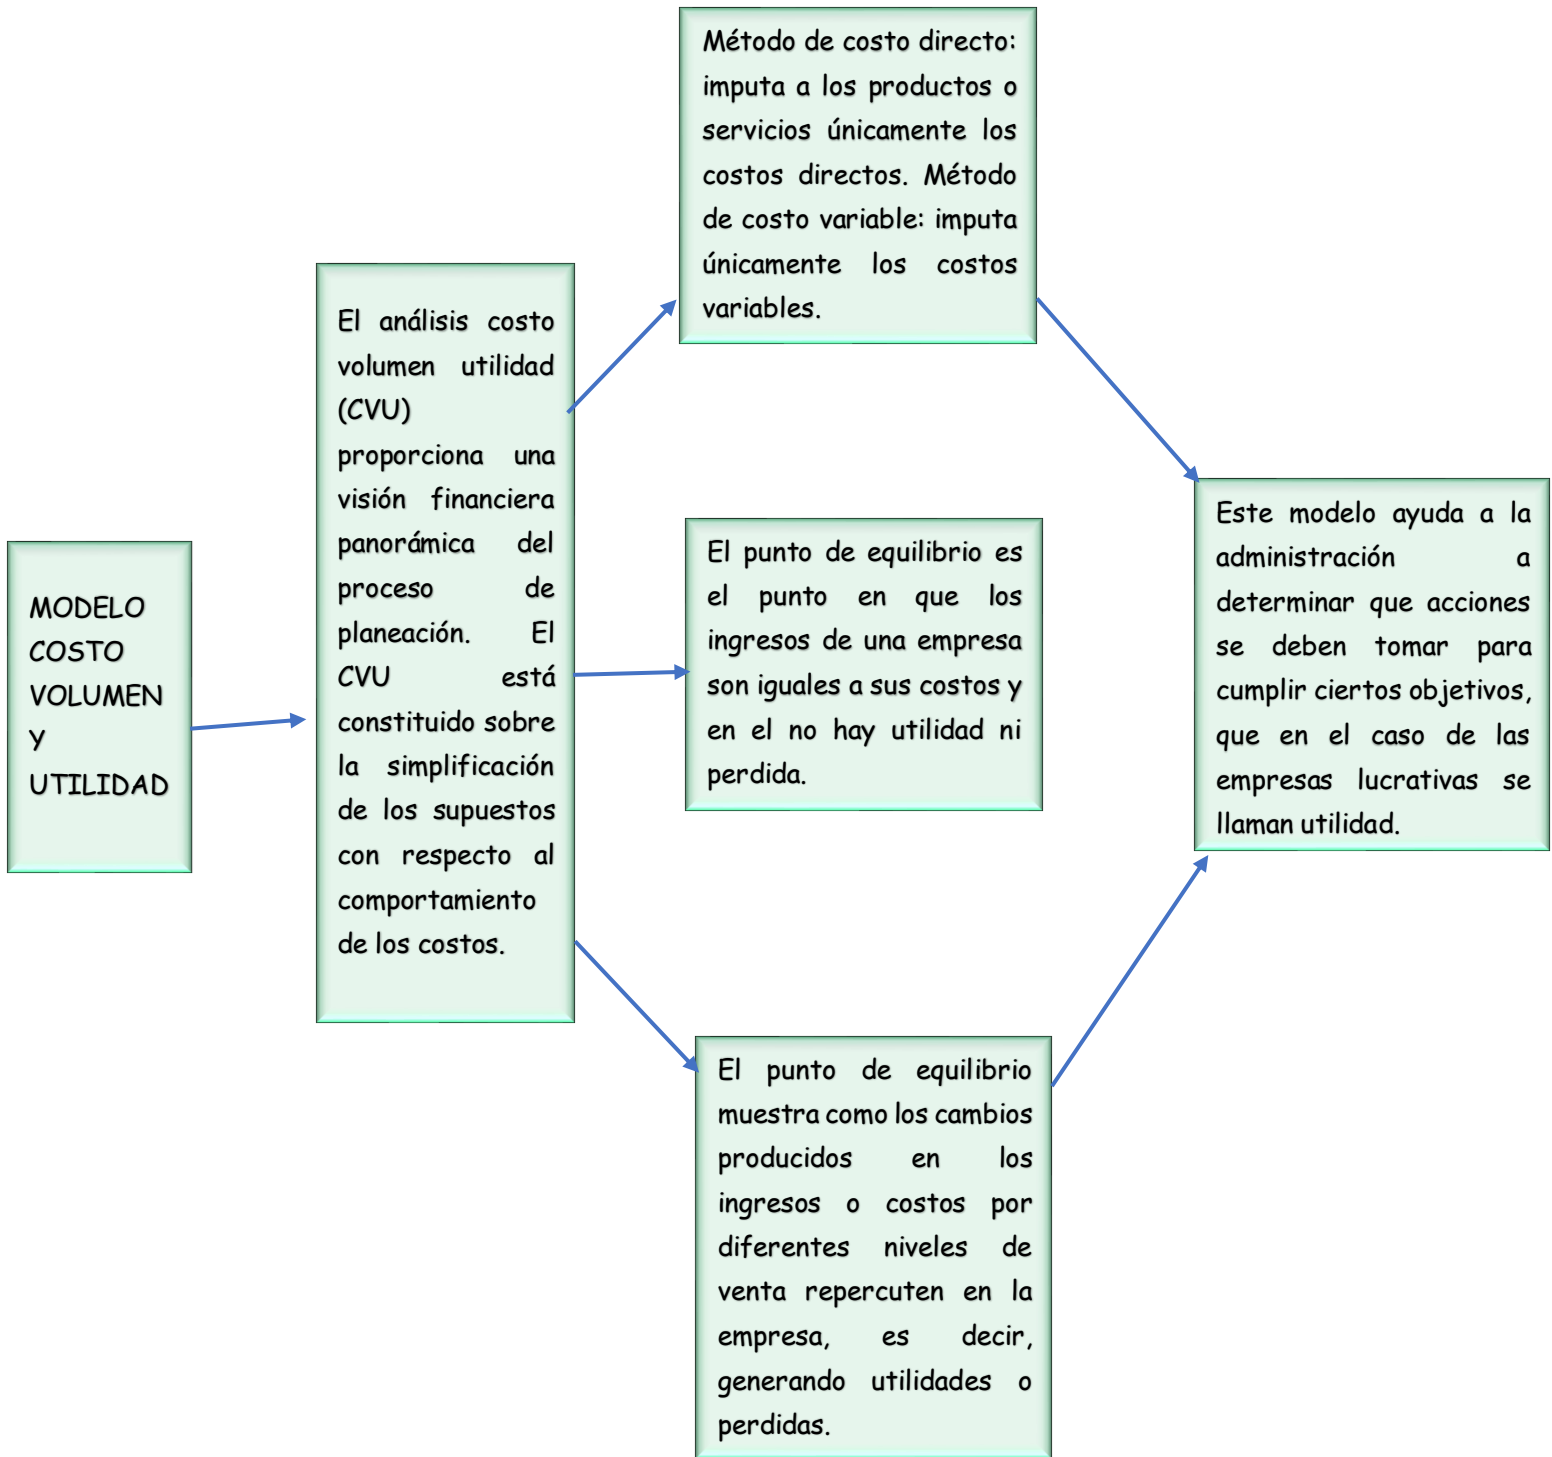 MODELO
COSTO
VOLUMEN
Y
UTILIDAD
El análisis costo
volumen utilidad
(CVU)
proporciona una
visión financiera
panorámica del
proceso de
planeación. El
CVU está
constituido sobre
la simplificación
de los supuestos
con respecto al
comportamiento
de los costos.
Método de costo directo:
imputa a los productos o
servicios únicamente los
costos directos. Método
de costo variable: imputa
únicamente los costos
variables.
El punto de equilibrio es
el punto en que los
ingresos de una empresa
son iguales a sus costos y
en el no hay utilidad ni
perdida.
El punto de equilibrio
muestra como los cambios
producidos en los
ingresos o costos por
diferentes niveles de
venta repercuten en la
empresa, es decir,
generando utilidades o
perdidas.
Este modelo ayuda a la
administración a
determinar que acciones
se deben tomar para
cumplir ciertos objetivos,
que en el caso de las
empresas lucrativas se
llaman utilidad.